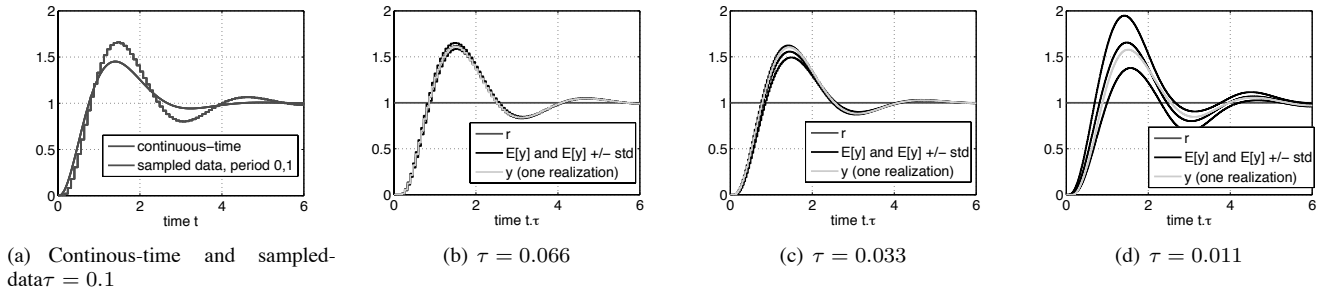 2
1.5
1
0.5
0
0 2 4 6
time t
continuous−time
sampled data, period 0,1
(a) Continous-time and sampled-
dataτ = 0.1
2
1.5
1
0.5
0
0 2 4 6
time t.τ
r
E[y] and E[y] +/− std
y (one realization)
(b) τ = 0.066
2
1.5
1
0.5
0
0 2 4 6
time t.τ
r
E[y] and E[y] +/− std
y (one realization)
(c) τ = 0.033
2
1.5
1
0.5
0
0 2 4 6
time t.τ
r
E[y] and E[y] +/− std
y (one realization)
(d) τ = 0.011